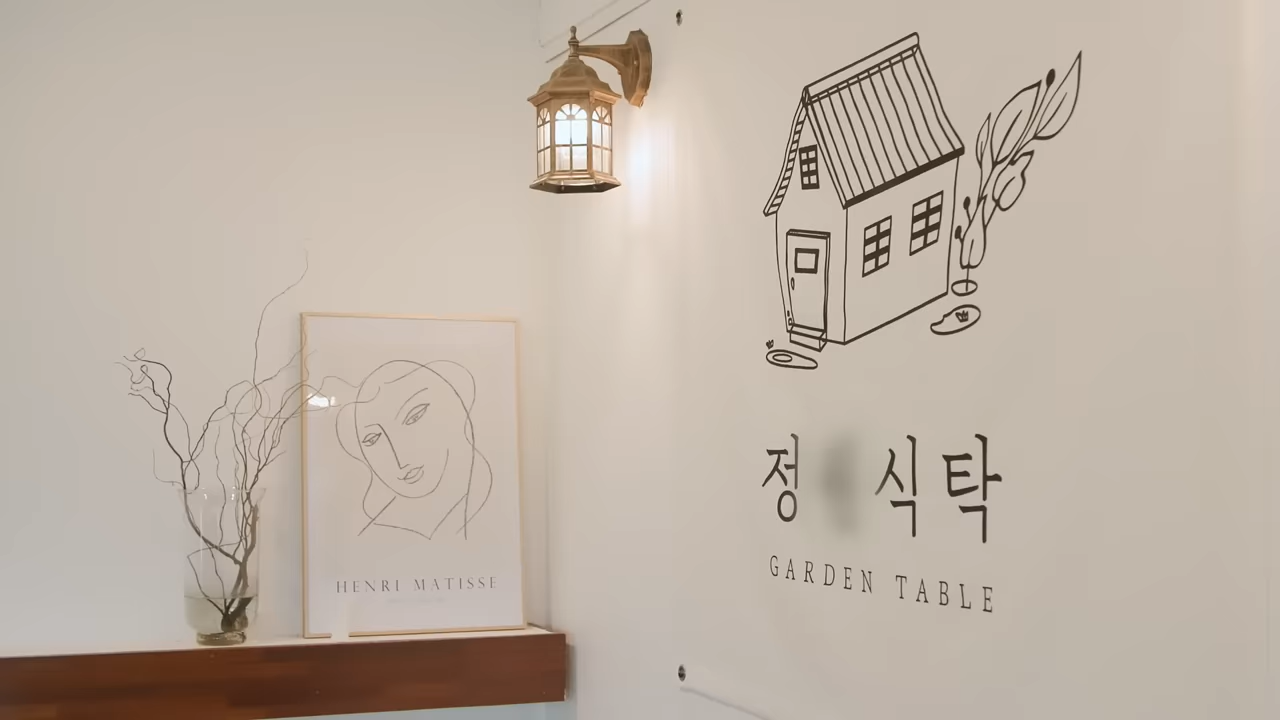 HENRI MATISSE
정 식탁
GARDEN TABLE